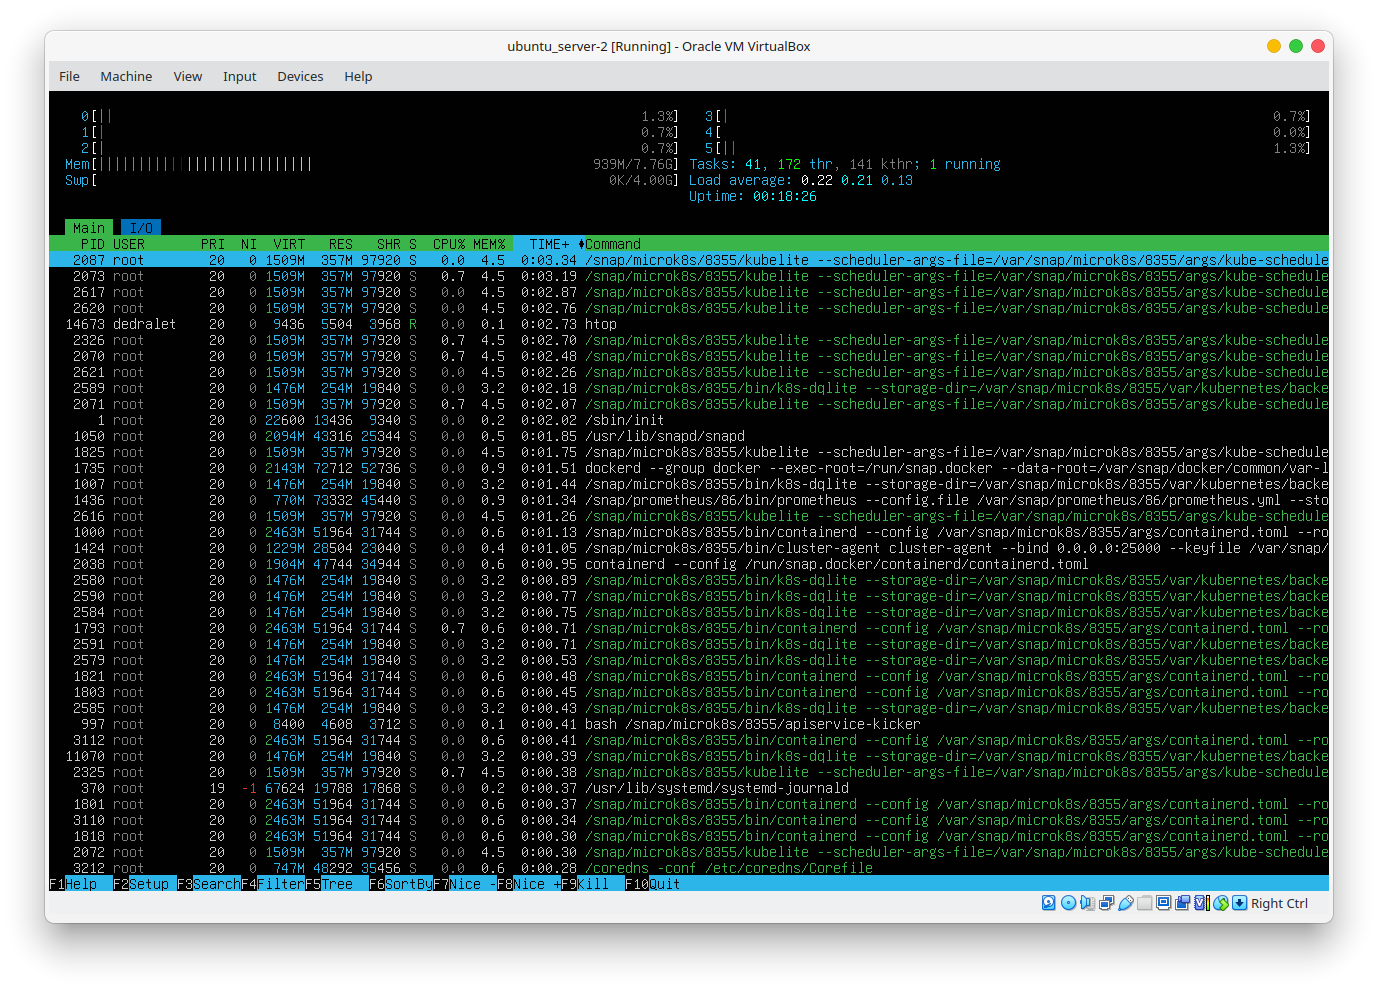 ubuntu_server-2 [Running] - Oracle VM VirtualBox
File Machine View Input Devices Help
0[|| 1.3%] 3[| 0.7%]
1[| 0.7%] 4[ 0.0%]
2[| 0.7%] 5[|| 1.3%]
Mem[||||||||||||||||||||||||||| 939M/7.76G] Tasks: 41, 172 thr, 141 kthr; 1 running
Swp[ 0K/4.00G] Load average: 0.22 0.21 0.13
Uptime: 00:18:26
Main I/O
PID USER PRI NI VIRT RES SHR S CPU% MEM% TIME+ Command
2087 root 20 0 1509M 357M 97920 S 0.0 4.5 0:03.34 /snap/microk8s/8355/kubelite --scheduler-args-file=/var/snap/microk8s/8355/args/kube-schedule
2073 root 20 0 1509M 357M 97920 S 0.7 4.5 0:03.19 /snap/microk8s/8355/kubelite --scheduler-args-file=/var/snap/microk8s/8355/args/kube-schedule
2617 root 20 0 1509M 357M 97920 S 0.0 4.5 0:02.87 /snap/microk8s/8355/kubelite --scheduler-args-file=/var/snap/microk8s/8355/args/kube-schedule
2620 root 20 0 1509M 357M 97920 S 0.0 4.5 0:02.76 /snap/microk8s/8355/kubelite --scheduler-args-file=/var/snap/microk8s/8355/args/kube-schedule
14673 dedralet 20 0 9436 5504 3968 R 0.0 0.1 0:02.73 htop
2326 root 20 0 1509M 357M 97920 S 0.7 4.5 0:02.70 /snap/microk8s/8355/kubelite --scheduler-args-file=/var/snap/microk8s/8355/args/kube-schedule
2070 root 20 0 1509M 357M 97920 S 0.7 4.5 0:02.48 /snap/microk8s/8355/kubelite --scheduler-args-file=/var/snap/microk8s/8355/args/kube-schedule
2621 root 20 0 1509M 357M 97920 S 0.0 4.5 0:02.26 /snap/microk8s/8355/kubelite --scheduler-args-file=/var/snap/microk8s/8355/args/kube-schedule
2589 root 20 0 1476M 254M 19840 S 0.0 3.2 0:02.18 /snap/microk8s/8355/bin/k8s-dqlite --storage-dir=/var/snap/microk8s/8355/var/kubernetes/backe
2071 root 20 0 1509M 357M 97920 S 0.7 4.5 0:02.07 /snap/microk8s/8355/kubelite --scheduler-args-file=/var/snap/microk8s/8355/args/kube-schedule
1 root 20 0 22600 13436 9340 S 0.0 0.2 0:02.02 /sbin/init
1050 root 20 0 2094M 43316 25344 S 0.0 0.5 0:01.85 /usr/lib/snapd/snapd
1825 root 20 0 1509M 357M 97920 S 0.0 4.5 0:01.75 /snap/microk8s/8355/kubelite --scheduler-args-file=/var/snap/microk8s/8355/args/kube-schedule
1735 root 20 0 2143M 72712 52736 S 0.0 0.9 0:01.51 dockerd --group docker --exec-root=/run/snap.docker --data-root=/var/snap/docker/common/var-l
1007 root 20 0 1476M 254M 19840 S 0.0 3.2 0:01.44 /snap/microk8s/8355/bin/k8s-dqlite --storage-dir=/var/snap/microk8s/8355/var/kubernetes/backe
1436 root 20 0 770M 73332 45440 S 0.0 0.9 0:01.34 /snap/prometheus/86/bin/prometheus --config.file /var/snap/prometheus/86/prometheus.yml --sto
2616 root 20 0 1509M 357M 97920 S 0.0 4.5 0:01.26 /snap/microk8s/8355/kubelite --scheduler-args-file=/var/snap/microk8s/8355/args/kube-schedule
1000 root 20 0 2463M 51964 31744 S 0.0 0.6 0:01.13 /snap/microk8s/8355/bin/containerd --config /var/snap/microk8s/8355/args/containerd.toml --ro
1424 root 20 0 1229M 28504 23040 S 0.0 0.4 0:01.05 /snap/microk8s/8355/bin/cluster-agent cluster-agent --bind 0.0.0.0:25000 --keyfile /var/snap/
2038 root 20 0 1904M 47744 34944 S 0.0 0.6 0:00.95 containerd --config /run/snap.docker/containerd/containerd.toml
2580 root 20 0 1476M 254M 19840 S 0.0 3.2 0:00.89 /snap/microk8s/8355/bin/k8s-dqlite --storage-dir=/var/snap/microk8s/8355/var/kubernetes/backe
2590 root 20 0 1476M 254M 19840 S 0.0 3.2 0:00.77 /snap/microk8s/8355/bin/k8s-dqlite --storage-dir=/var/snap/microk8s/8355/var/kubernetes/backe
2584 root 20 0 1476M 254M 19840 S 0.0 3.2 0:00.75 /snap/microk8s/8355/bin/k8s-dqlite --storage-dir=/var/snap/microk8s/8355/var/kubernetes/backe
1793 root 20 0 2463M 51964 31744 S 0.7 0.6 0:00.71 /snap/microk8s/8355/bin/containerd --config /var/snap/microk8s/8355/args/containerd.toml --ro
2591 root 20 0 1476M 254M 19840 S 0.0 3.2 0:00.71 /snap/microk8s/8355/bin/k8s-dqlite --storage-dir=/var/snap/microk8s/8355/var/kubernetes/backe
2579 root 20 0 1476M 254M 19840 S 0.0 3.2 0:00.53 /snap/microk8s/8355/bin/k8s-dqlite --storage-dir=/var/snap/microk8s/8355/var/kubernetes/backe
1821 root 20 0 2463M 51964 31744 S 0.0 0.6 0:00.48 /snap/microk8s/8355/bin/containerd --config /var/snap/microk8s/8355/args/containerd.toml --ro
1803 root 20 0 2463M 51964 31744 S 0.0 0.6 0:00.45 /snap/microk8s/8355/bin/containerd --config /var/snap/microk8s/8355/args/containerd.toml --ro
2585 root 20 0 1476M 254M 19840 S 0.0 3.2 0:00.43 /snap/microk8s/8355/bin/k8s-dqlite --storage-dir=/var/snap/microk8s/8355/var/kubernetes/backe
997 root 20 0 8400 4608 3712 S 0.0 0.1 0:00.41 bash /snap/microk8s/8355/apiservice-kicker
3112 root 20 0 2463M 51964 31744 S 0.0 0.6 0:00.41 /snap/microk8s/8355/bin/containerd --config /var/snap/microk8s/8355/args/containerd.toml --ro
11070 root 20 0 1476M 254M 19840 S 0.0 3.2 0:00.39 /snap/microk8s/8355/bin/k8s-dqlite --storage-dir=/var/snap/microk8s/8355/var/kubernetes/backe
2325 root 20 0 1509M 357M 97920 S 0.7 4.5 0:00.38 /snap/microk8s/8355/kubelite --scheduler-args-file=/var/snap/microk8s/8355/args/kube-schedule
370 root 19 -1 67624 19788 17868 S 0.0 0.2 0:00.37 /usr/lib/systemd/systemd-journald
1801 root 20 0 2463M 51964 31744 S 0.0 0.6 0:00.37 /snap/microk8s/8355/bin/containerd --config /var/snap/microk8s/8355/args/containerd.toml --ro
3110 root 20 0 2463M 51964 31744 S 0.0 0.6 0:00.34 /snap/microk8s/8355/bin/containerd --config /var/snap/microk8s/8355/args/containerd.toml --ro
1818 root 20 0 2463M 51964 31744 S 0.0 0.6 0:00.30 /snap/microk8s/8355/bin/containerd --config /var/snap/microk8s/8355/args/containerd.toml --ro
2072 root 20 0 1509M 357M 97920 S 0.0 4.5 0:00.30 /snap/microk8s/8355/kubelite --scheduler-args-file=/var/snap/microk8s/8355/args/kube-schedule
3212 root 20 0 747M 48292 35456 S 0.0 0.6 0:00.28 /coredns -conf /etc/coredns/Corefile
F1Help F2Setup F3SearchF4FilterF5Tree F6SortByF7Nice -F8Nice +F9Kill F10Quit
Right Ctrl